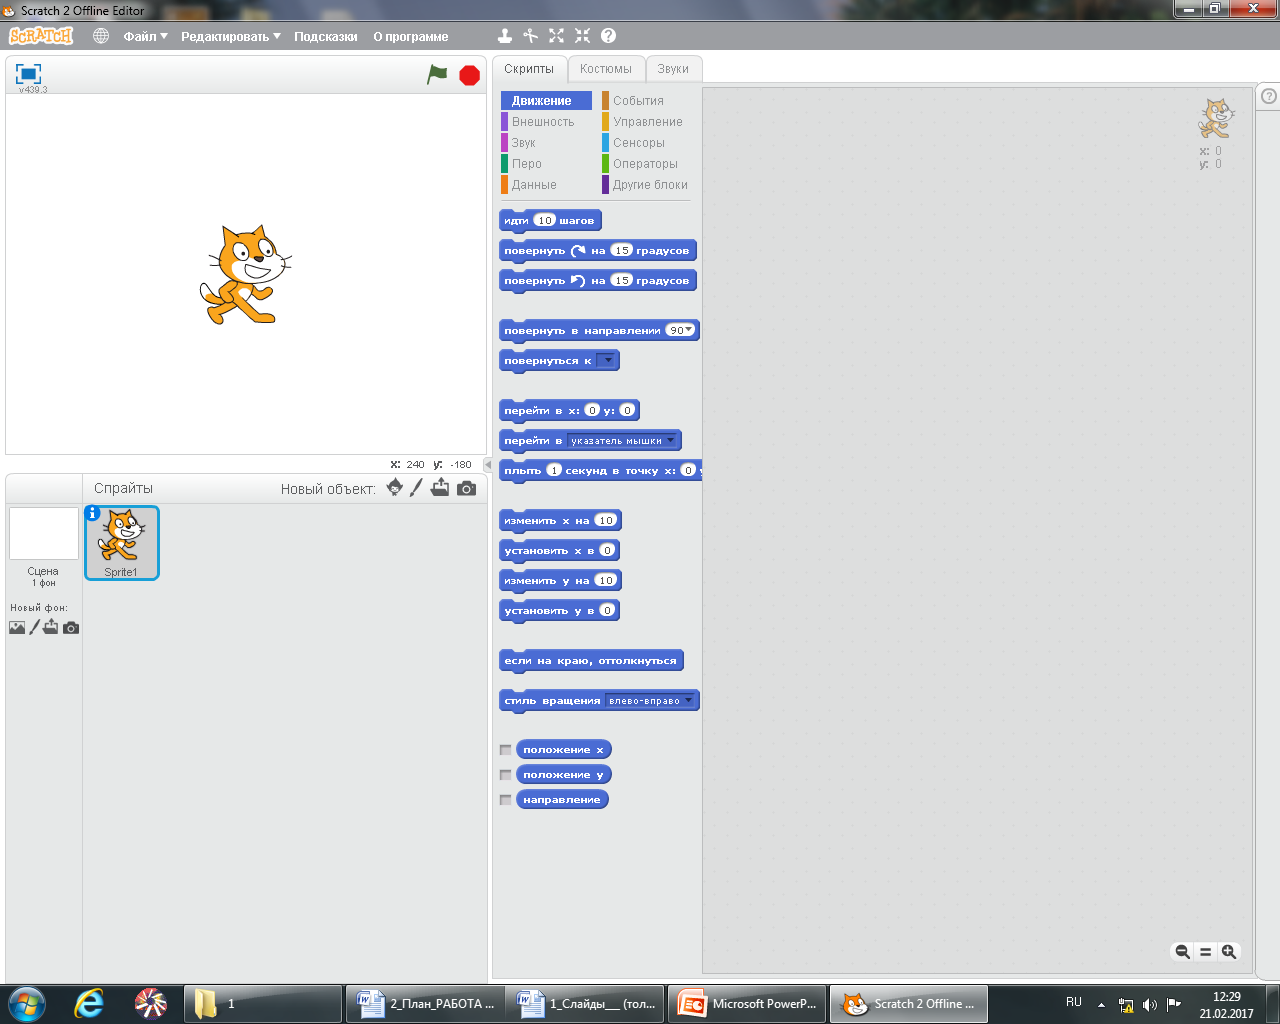 Scratch 2 Offline Editor
SCRATCH Файл Редактировать Подсказки О программе
v439.3
Скрипты Костюмы Звуки
Движение События
Внешность Управление
Звук Сенсоры
Перо Операторы
Данные Другие блоки
x: 0
y: 0
идти 10 шагов
повернуть на 15 градусов
повернуть на 15 градусов
повернуть в направлении 90
повернуться к
перейти в x: 0 y: 0
перейти в указатель мышки
плыть 1 секунд в точку x: 0
изменить х на 10
установить х в 0
изменить у на 10
установить у в 0
если на краю, оттолкнуться
стиль вращения влево-вправо
положение х
положение у
направление
x: 240 y: -180
Спрайты Новый объект:
Sprite1
Сцена
1 фон
Новый фон:
1
2_План_РАБОТА ...
1_Слайды___ (тол...
Microsoft PowerP...
Scratch 2 Offline ...
RU
12:29
21.02.2017